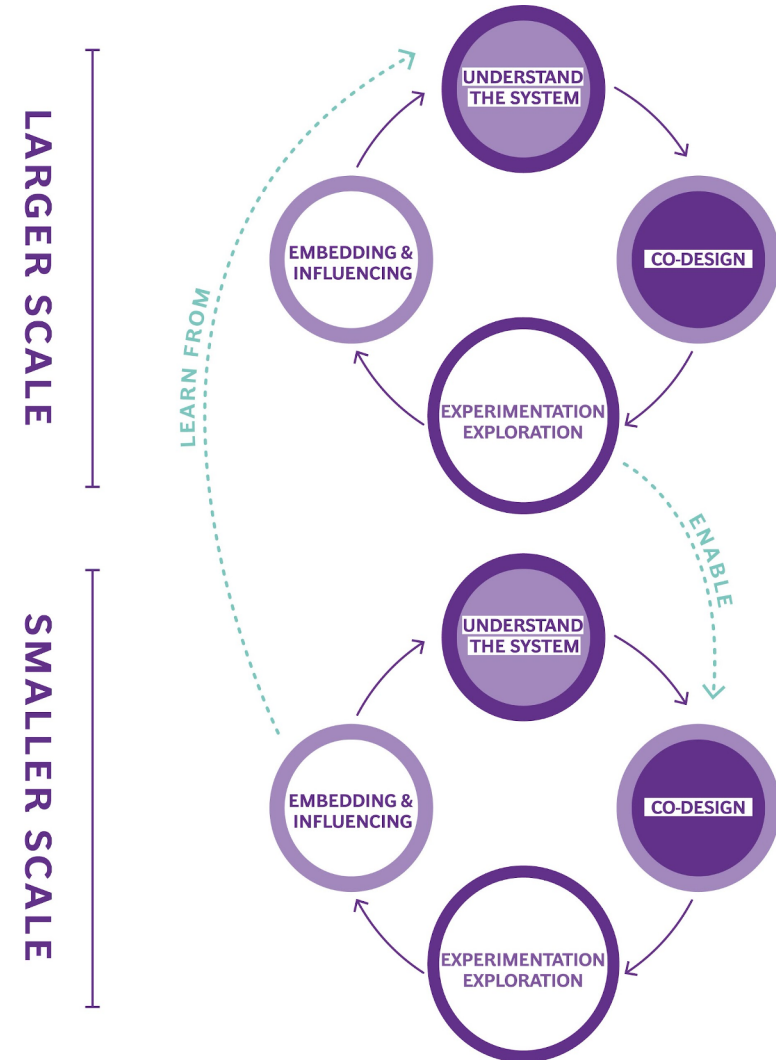 LARGER SCALE
UNDERSTAND
THE SYSTEM
EMBEDDING &
INFLUENCING
CO-DESIGN
LEARN FROM
EXPERIMENTATION
EXPLORATION
ENABLE
SMALLER SCALE
UNDERSTAND
THE SYSTEM
EMBEDDING &
INFLUENCING
CO-DESIGN
EXPERIMENTATION
EXPLORATION